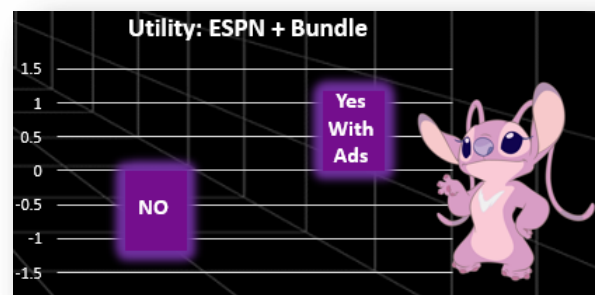 Utility: ESPN + Bundle
1.5
1
0.5
0
-0.5
-1
-1.5
NO
Yes
With
Ads